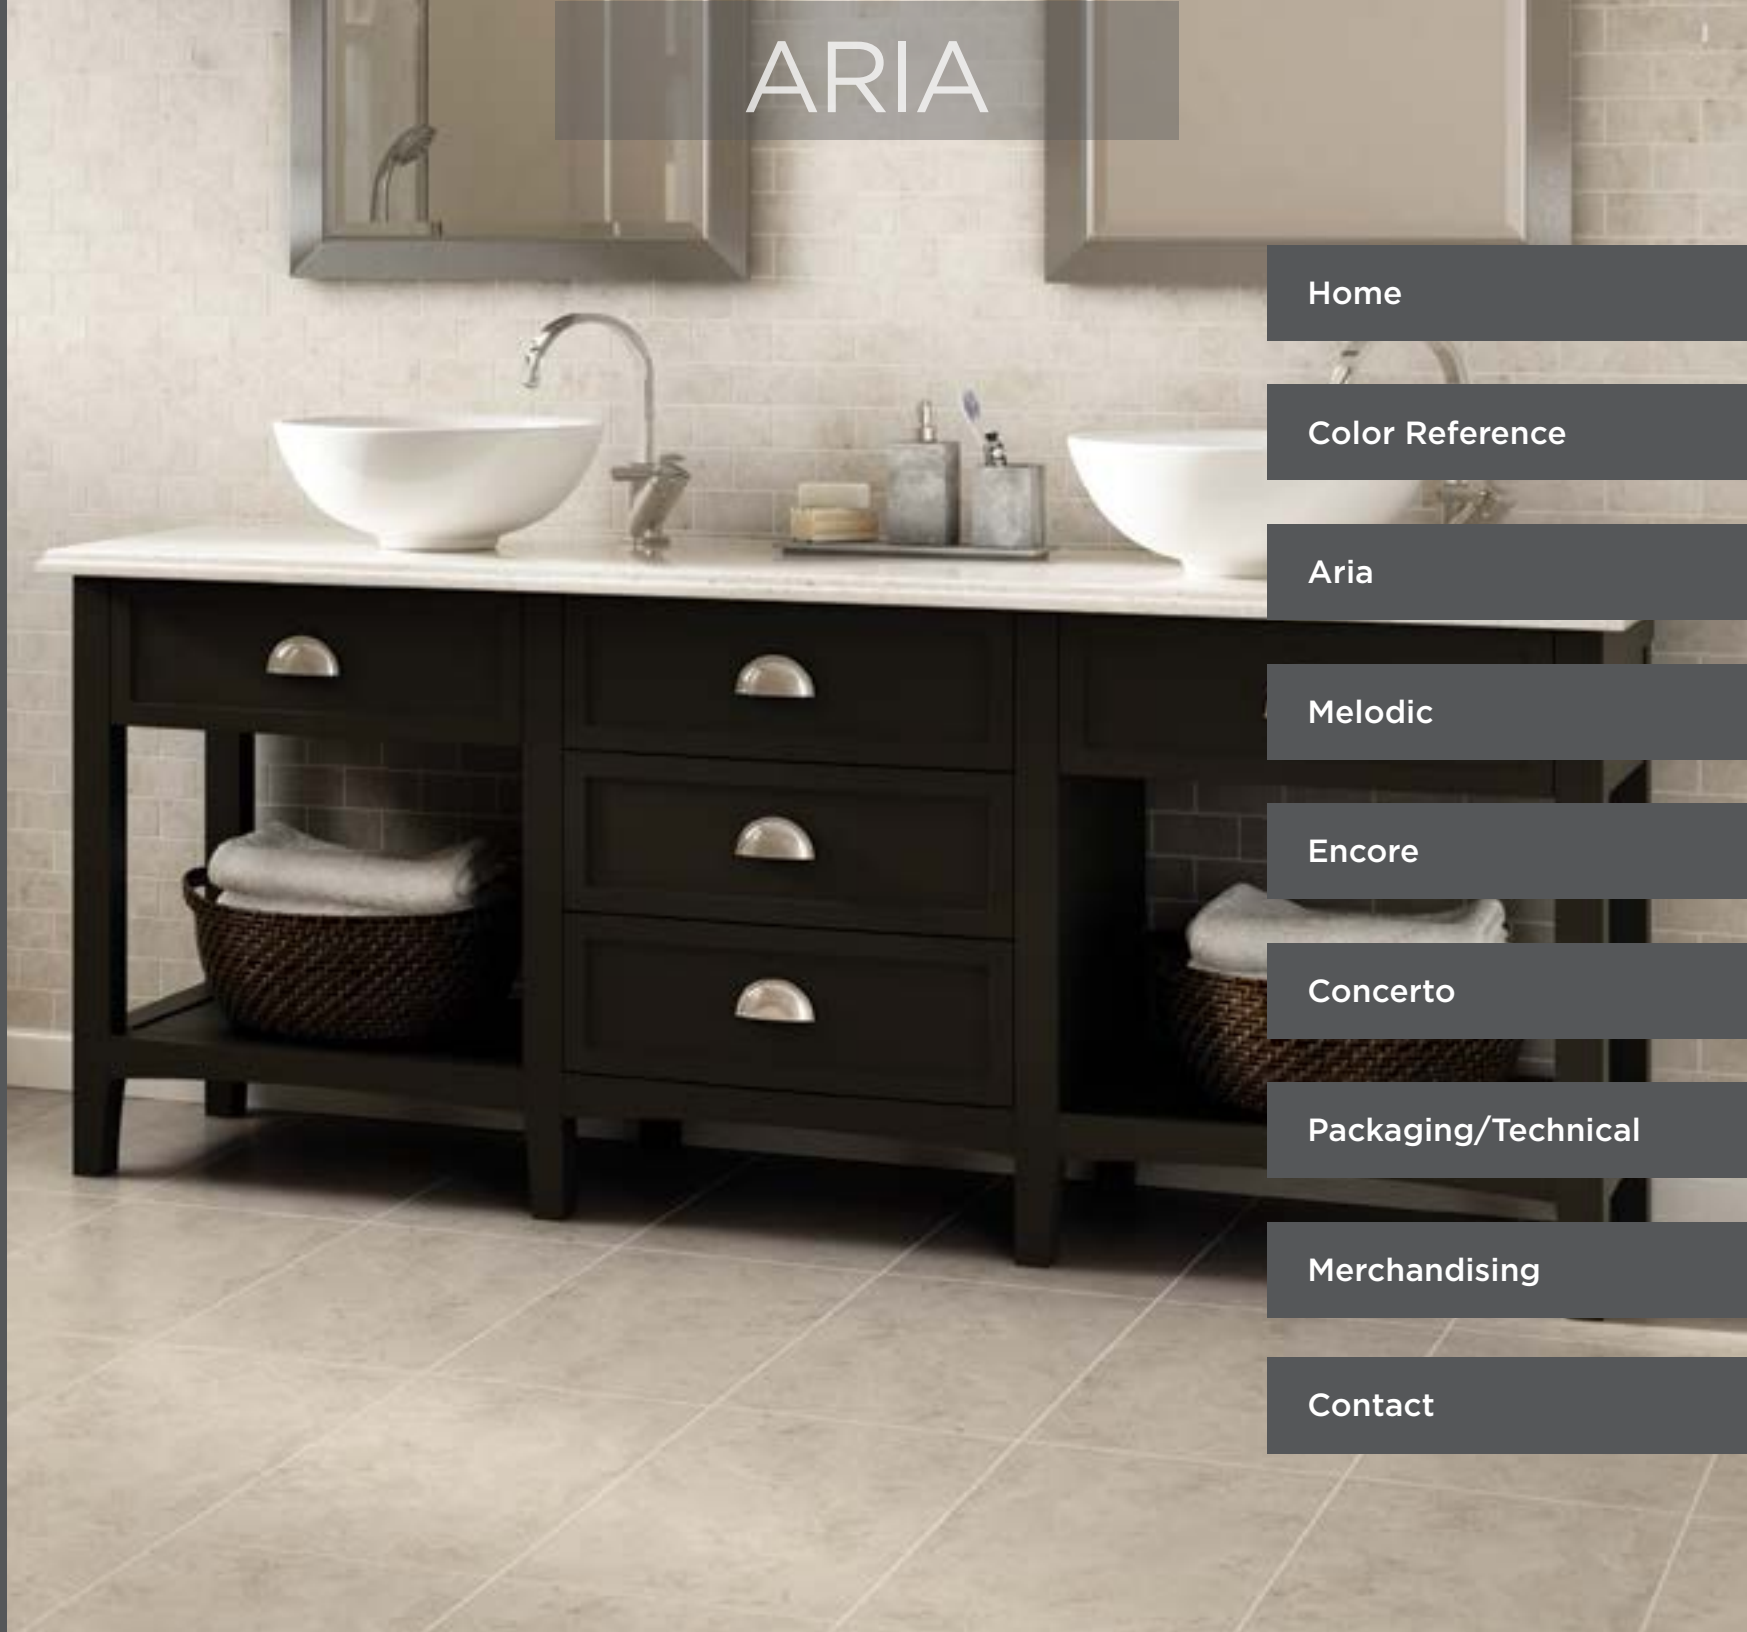 ARIA
Home
Color Reference
Aria
Melodic
Encore
Concerto
Packaging/Technical
Merchandising
Contact